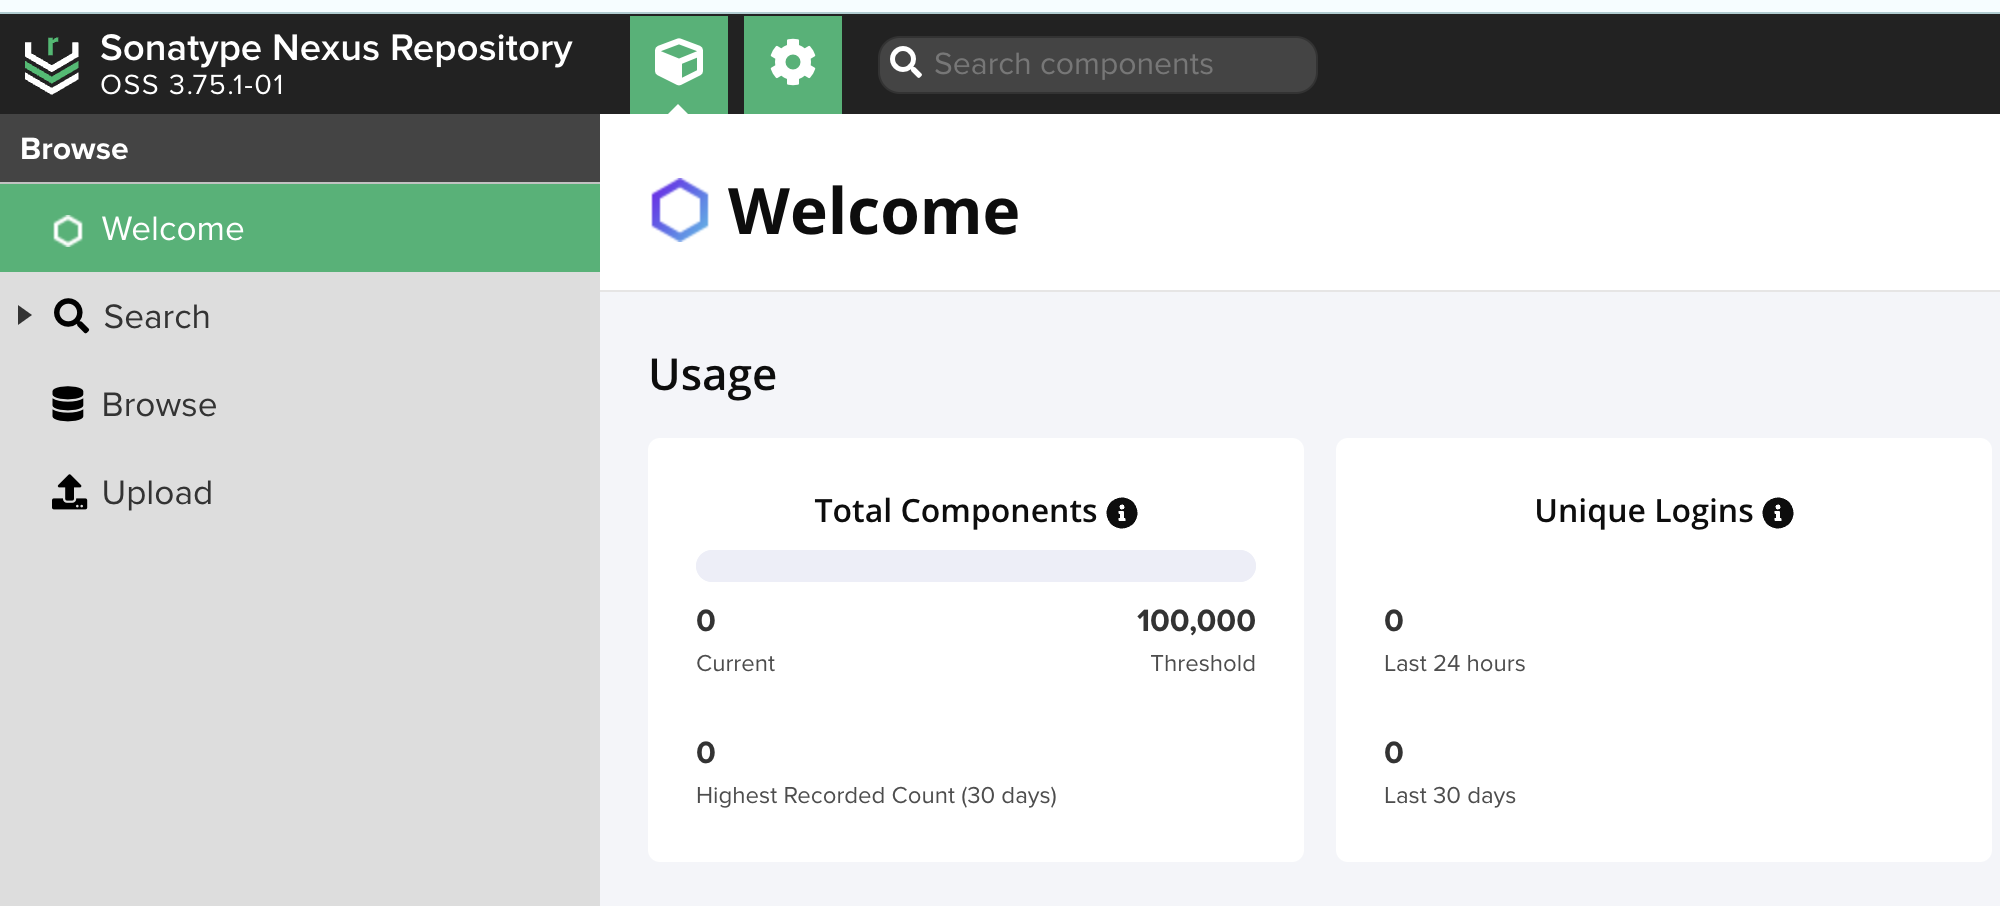 Sonatype Nexus Repository
OSS 3.75.1-01
Search components
Browse
Welcome
Search
Browse
Upload
Welcome
Usage
Total Components
0
100,000
Current
Threshold
0
Highest Recorded Count (30 days)
Unique Logins
0
Last 24 hours
0
Last 30 days